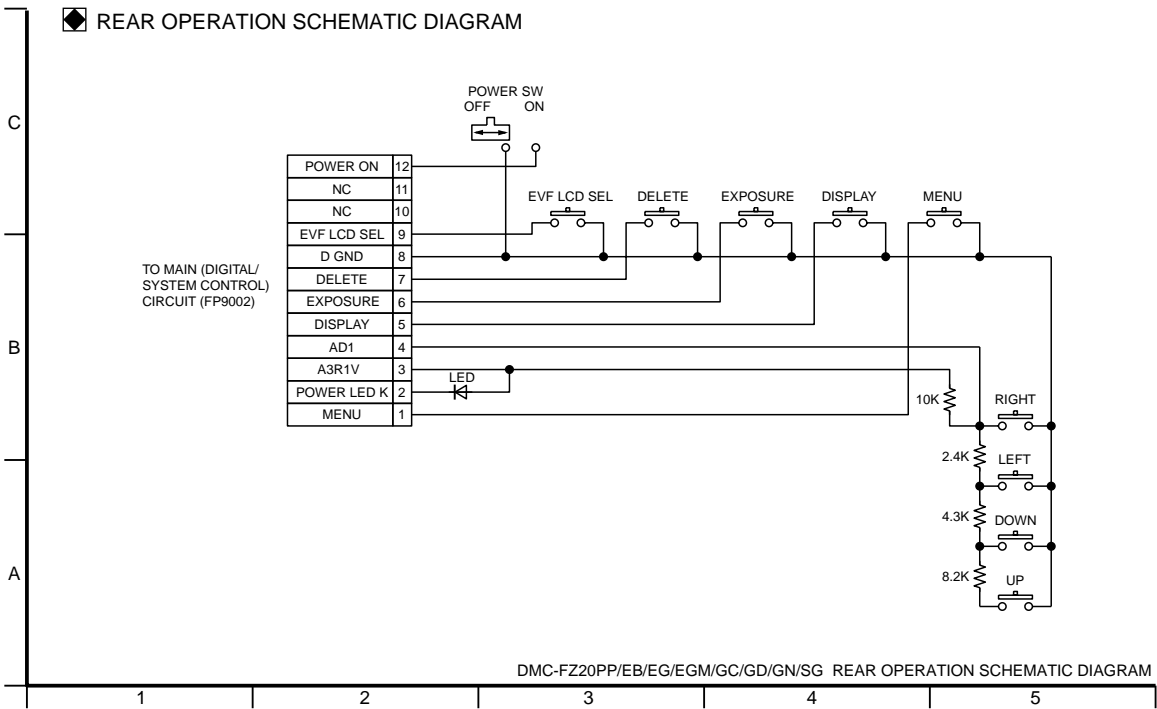 REAR OPERATION SCHEMATIC DIAGRAM
C
POWER SW
OFF ON
POWER ON 12
NC 11
NC 10
EVF LCD SEL 9
D GND 8
DELETE 7
EXPOSURE 6
DISPLAY 5
AD1 4
A3R1V 3
POWER LED K 2
MENU 1
EVF LCD SEL DELETE EXPOSURE DISPLAY MENU
TO MAIN (DIGITAL/
SYSTEM CONTROL)
CIRCUIT (FP9002)
B
LED
10K RIGHT
2.4K LEFT
4.3K DOWN
A
8.2K UP
DMC-FZ20PP/EB/EG/EGM/GC/GD/GN/SG REAR OPERATION SCHEMATIC DIAGRAM
1 2 3 4 5